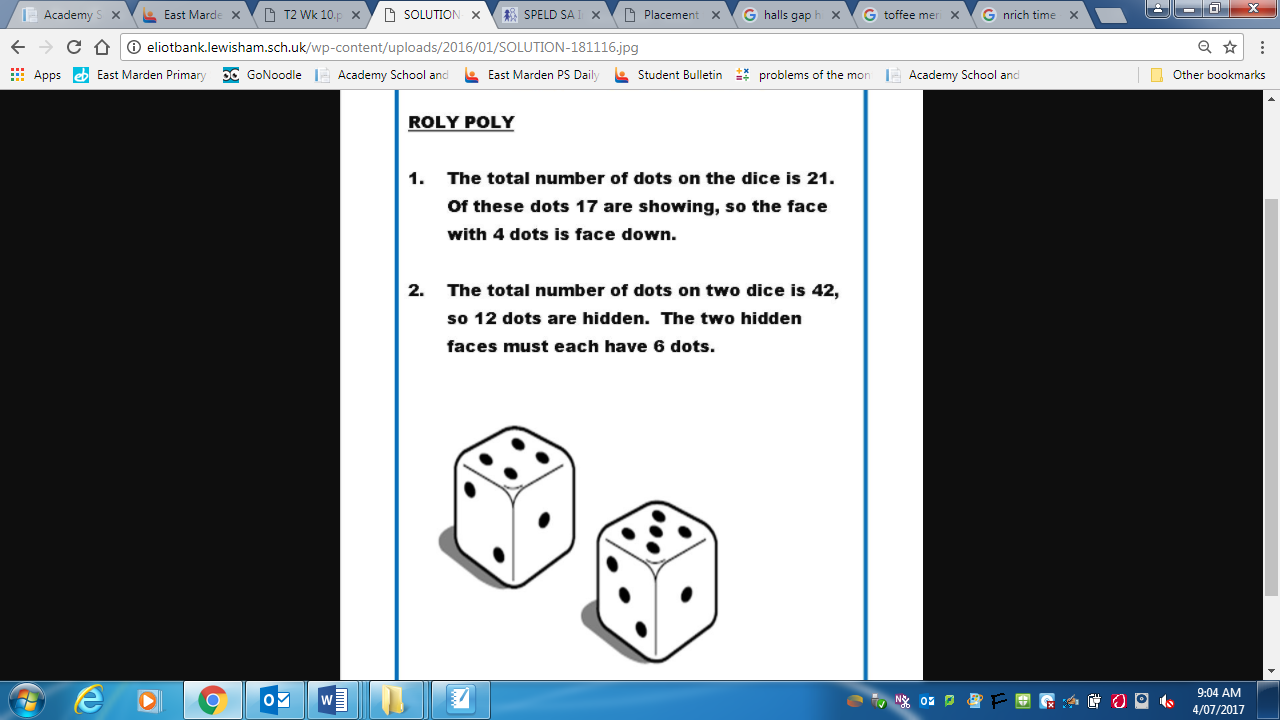 Academy S
East Marde
T2 Wk 10.p
SOLUTION
SPELD SA I
Placement
halls gap h
toffee men
nrich time
eliotbank.lewisham.sch.uk/wp-content/uploads/2016/01/SOLUTION-181116.jpg
Apps
East Marden Primary
GoNoodle
Academy School and
East Marden PS Daily
Student Bulletin
problems of the mon
Academy School and
Other bookmarks
ROLY POLY
1. The total number of dots on the dice is 21.
Of these dots 17 are showing, so the face
with 4 dots is face down.
2. The total number of dots on two dice is 42,
so 12 dots are hidden. The two hidden
faces must each have 6 dots.
9:04 AM
4/07/2017